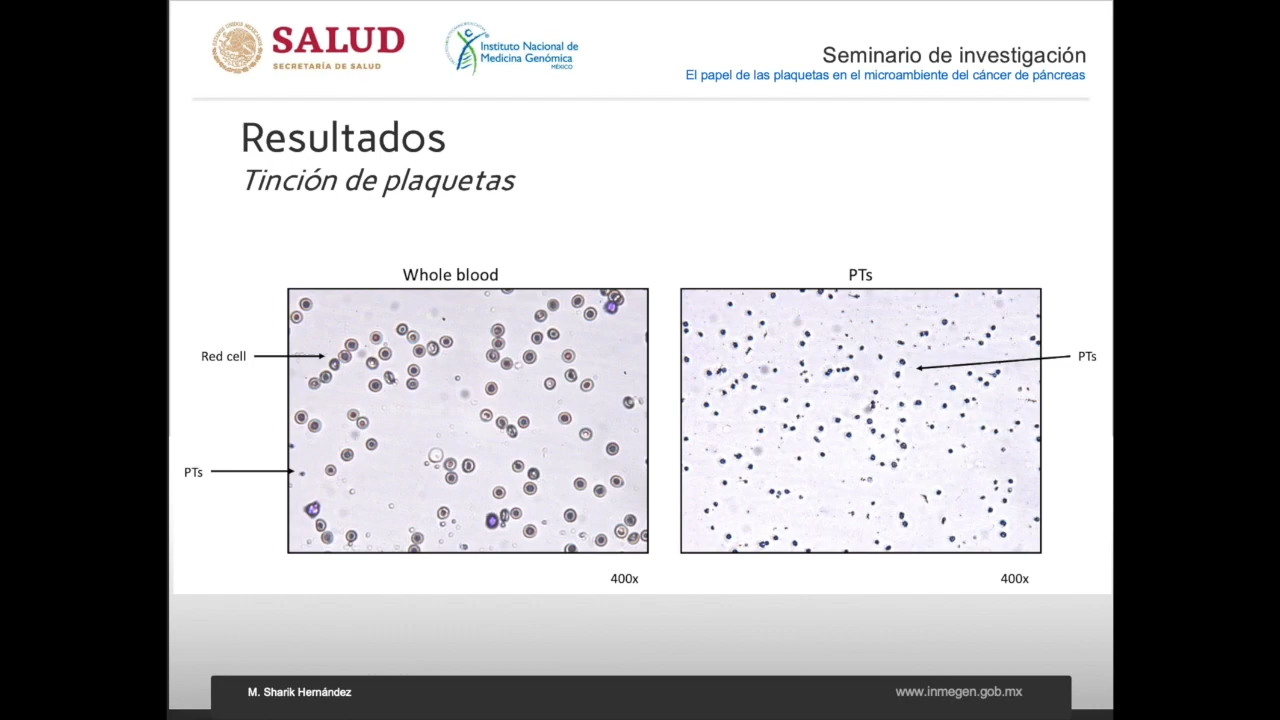 SALUD
SECRETARÍA DE SALUD
Instituto Nacional de
Medicina Genómica
MÉXICO
Seminario de investigación
El papel de las plaquetas en el microambiente del cáncer de páncreas
Resultados
Tinción de plaquetas
Whole blood
PTs
Red cell
PTs
PTs
400x
400x
M. Sharik Hernández
www.inmegen.gob.mx